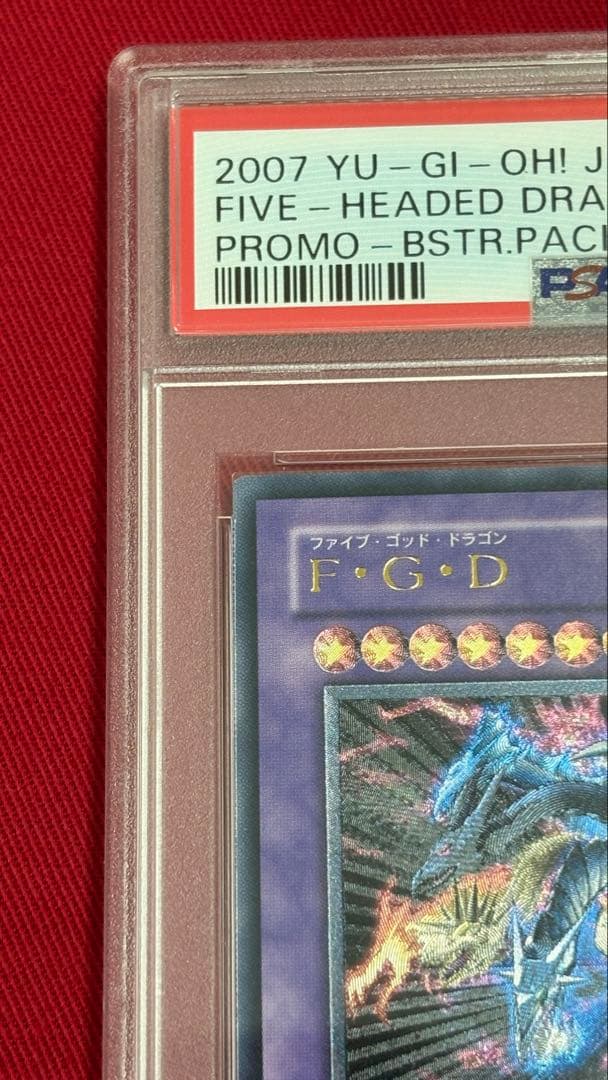 2007 YU-GI-OH! J
FIVE-HEADED DRA
PROMO-BSTR.PAC
PSA
ファイブ・ゴッド・ドラゴン
F・G・D